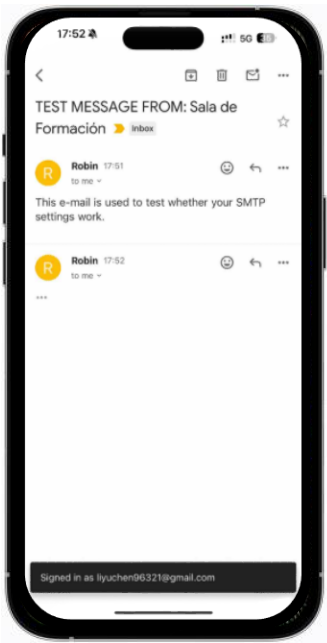 17:52
5G
TEST MESSAGE FROM: Sala de
Formación
Inbox
R
Robin 17:51
to me
This e-mail is used to test whether your SMTP
settings work.
R
Robin 17:52
to me
Signed in as liyuchen96321@gmail.com